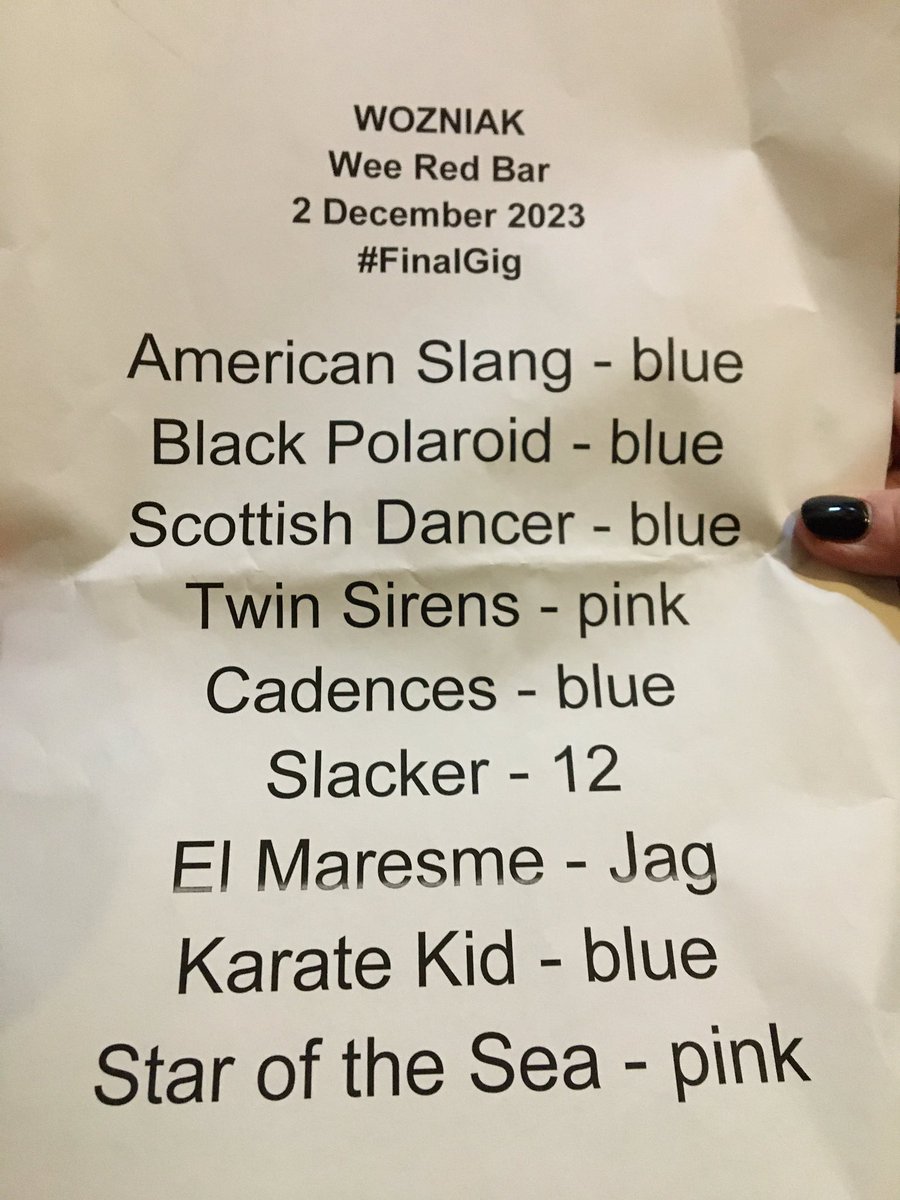 WOZNIAK
Wee Red Bar
2 December 2023
#FinalGig
American Slang - blue
Black Polaroid - blue
Scottish Dancer - blue
Twin Sirens - pink
Cadences - blue
Slacker - 12
El Maresme - Jag
Karate Kid - blue
Star of the Sea - pink